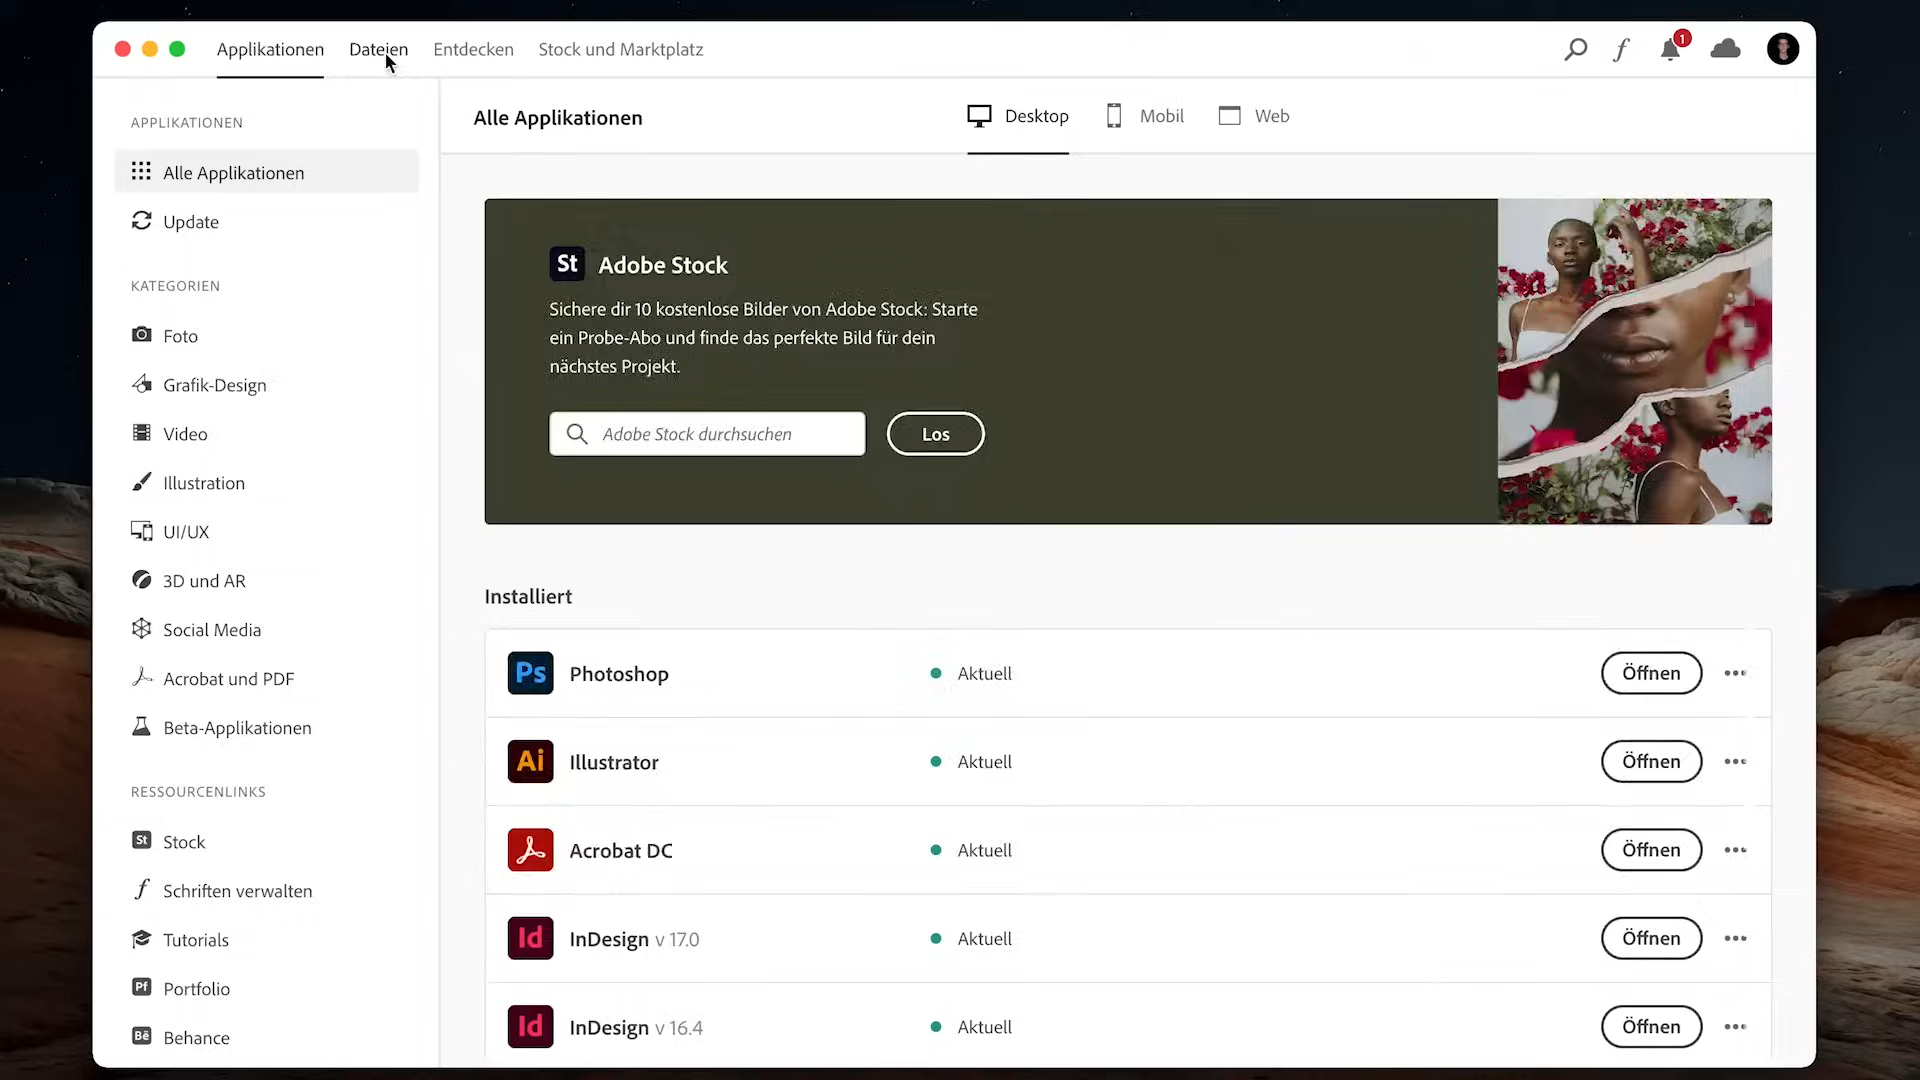 Applikationen
Dateien
Entdecken
Stock und Marktplatz
1
APPLIKATIONEN
Alle Applikationen
Update
KATEGORIEN
Foto
Grafik-Design
Video
Illustration
UI/UX
3D und AR
Social Media
Acrobat und PDF
Beta-Applikationen
RESSOURCENLINKS
St Stock
Schriften verwalten
Tutorials
Pf Portfolio
Bē Behance
Alle Applikationen
Desktop
Mobil
Web
St Adobe Stock
Sichere dir 10 kostenlose Bilder von Adobe Stock: Starte
ein Probe-Abo und finde das perfekte Bild für dein
nächstes Projekt.
Adobe Stock durchsuchen
Los
Installiert
Ps Photoshop Aktuell Öffnen
Ai Illustrator Aktuell Öffnen
Acrobat DC Aktuell Öffnen
Id InDesign v 17.0 Aktuell Öffnen
Id InDesign v 16.4 Aktuell Öffnen